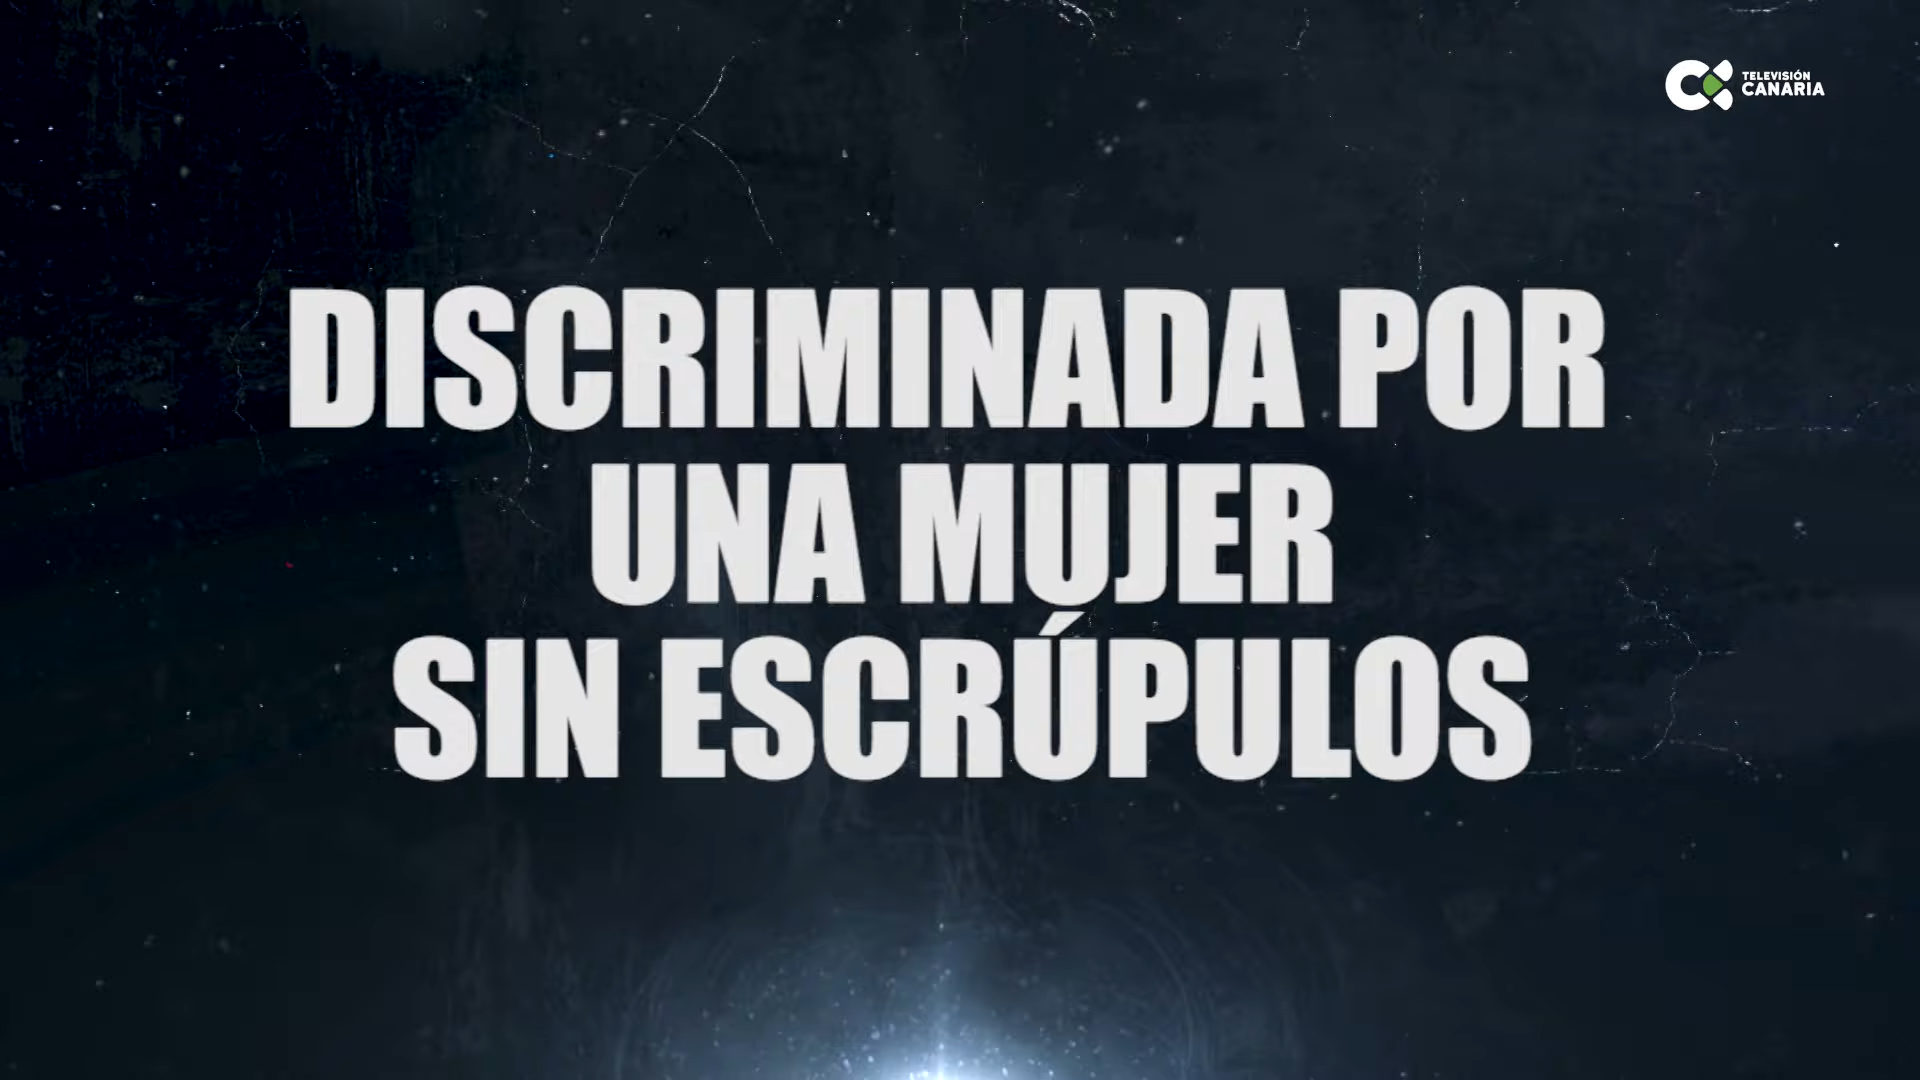 TELEVISIÓN
CANARIA
DISCRIMINADA POR
UNA MUJER
SIN ESCRÚPULOS